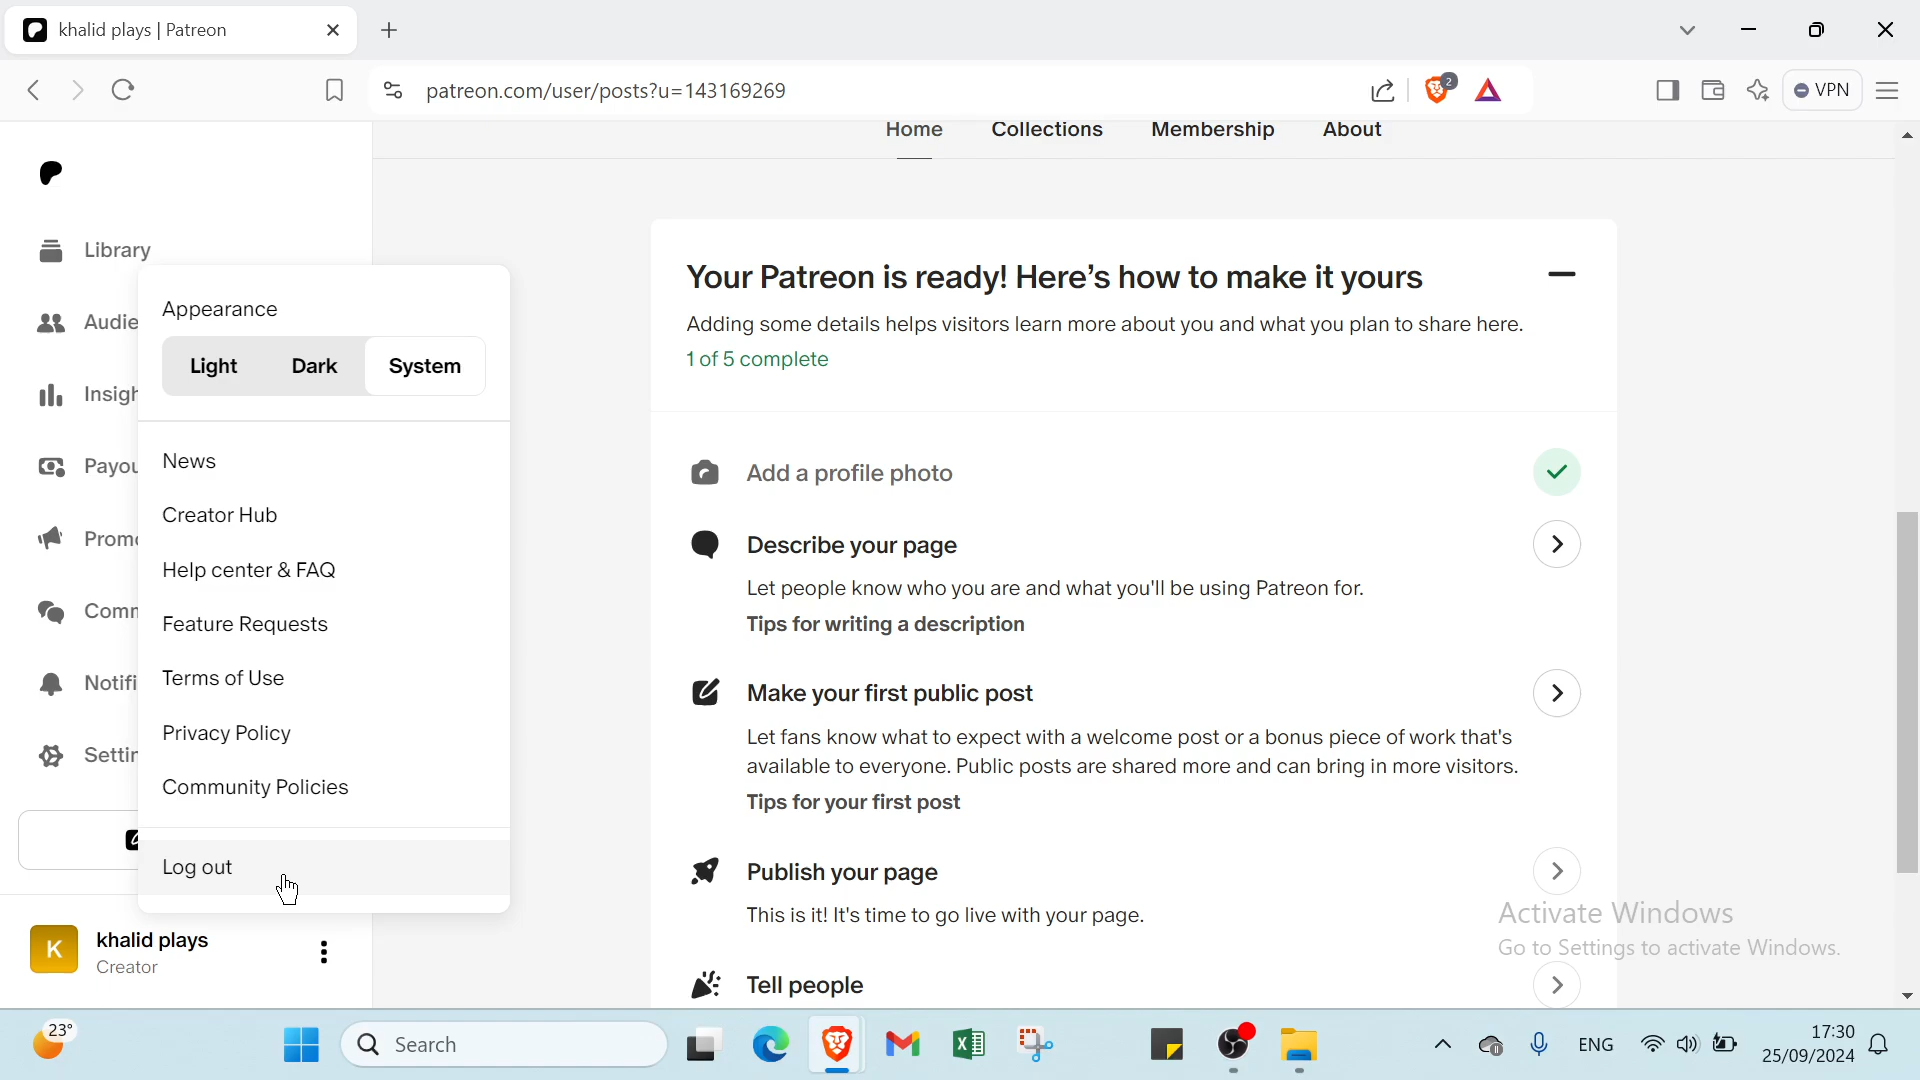 khalid plays | Patreon
patreon.com/user/posts?u=143169269
2
VPN
Home Collections Membership About
Library
Audie
Insigh
Payou
Promo
Comm
Notifi
Settin
Appearance
Light Dark System
News
Creator Hub
Help center & FAQ
Feature Requests
Terms of Use
Privacy Policy
Community Policies
Log out
K
khalid plays
Creator
Your Patreon is ready! Here's how to make it yours
Adding some details helps visitors learn more about you and what you plan to share here.
1 of 5 complete
Add a profile photo
Describe your page
Let people know who you are and what you'll be using Patreon for.
Tips for writing a description
Make your first public post
Let fans know what to expect with a welcome post or a bonus piece of work that's
available to everyone. Public posts are shared more and can bring in more visitors.
Tips for your first post
Publish your page
This is it! It's time to go live with your page.
Tell people
Activate Windows
Go to Settings to activate Windows.
23°
Search
ENG
17:30
25/09/2024